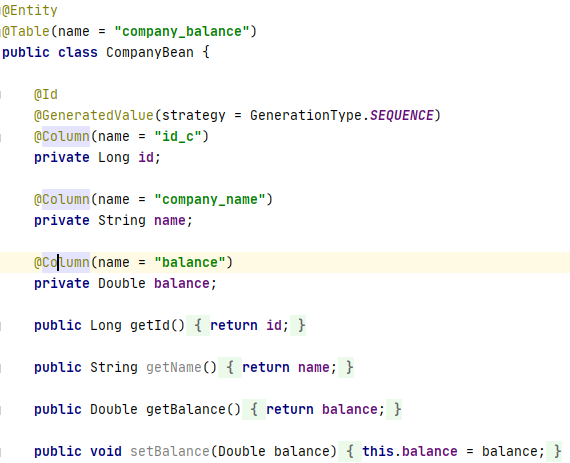 @Entity
@Table(name = "company_balance")
public class CompanyBean {
@Id
@GeneratedValue(strategy = GenerationType.SEQUENCE)
@Column(name = "id_c")
private Long id;
@Column(name = "company_name")
private String name;
@Column(name = "balance")
private Double balance;
public Long getId() { return id; }
public String getName() { return name; }
public Double getBalance() { return balance; }
public void setBalance(Double balance) { this.balance = balance; }